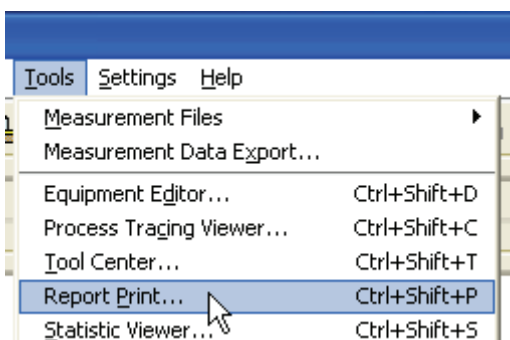 Tools Settings Help
Measurement Files
Measurement Data Export...
Equipment Editor... Ctrl+Shift+D
Process Tracing Viewer... Ctrl+Shift+C
Tool Center... Ctrl+Shift+T
Report Print... Ctrl+Shift+P
Statistic Viewer... Ctrl+Shift+S